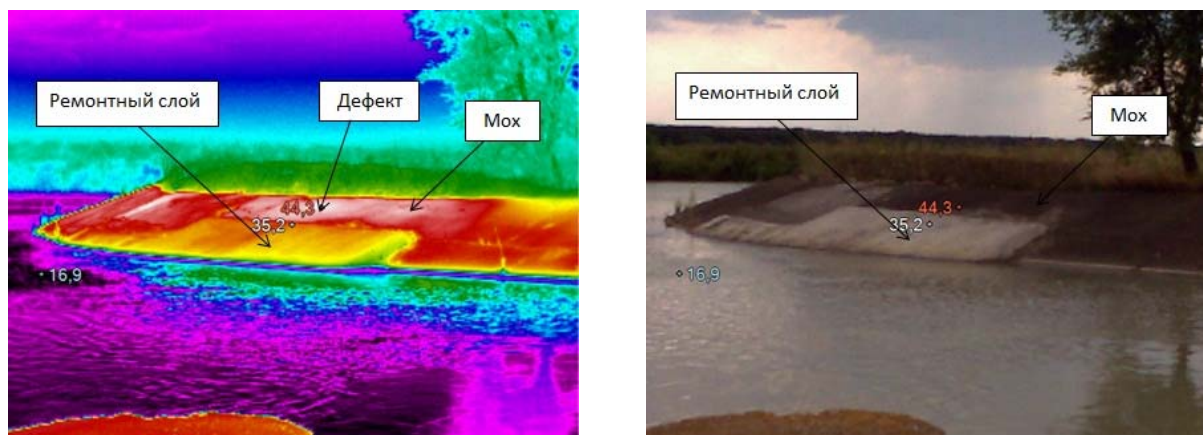 Ремонтный слой
Дефект
Мох
44,3
35,2
16,9
Ремонтный слой
Мох
44,3
35,2
16,9